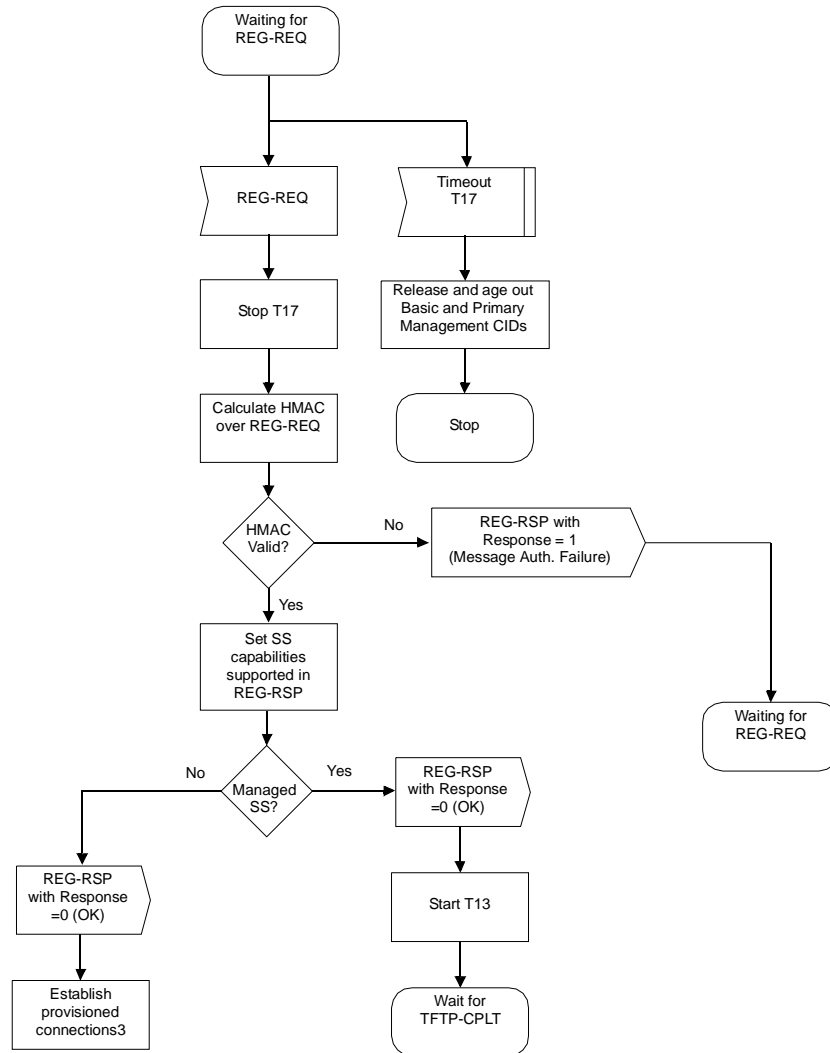 Waiting for
REG-REQ
REG-REQ
Timeout
T17
Stop T17
Release and age out
Basic and Primary
Management CIDs
Calculate HMAC
over REG-REQ
Stop
HMAC
Valid?
No
REG-RSP with
Response = 1
(Message Auth. Failure)
Yes
Set SS
capabilities
supported in
REG-RSP
Waiting for
REG-REQ
No
Managed
SS?
Yes
REG-RSP
with Response
=0 (OK)
REG-RSP
with Response
=0 (OK)
Start T13
Establish
provisioned
connections3
Wait for
TFTP-CPLT